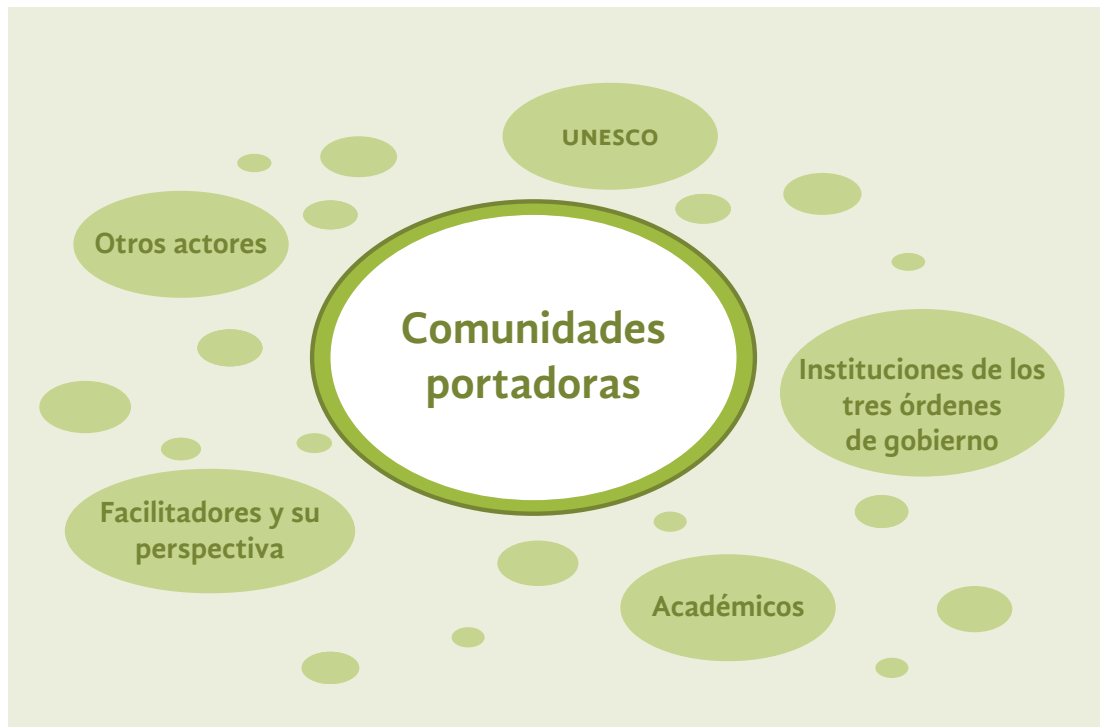 UNESCO
Otros actores
Comunidades
portadoras
Instituciones de los
tres órdenes
de gobierno
Facilitadores y su
perspectiva
Académicos